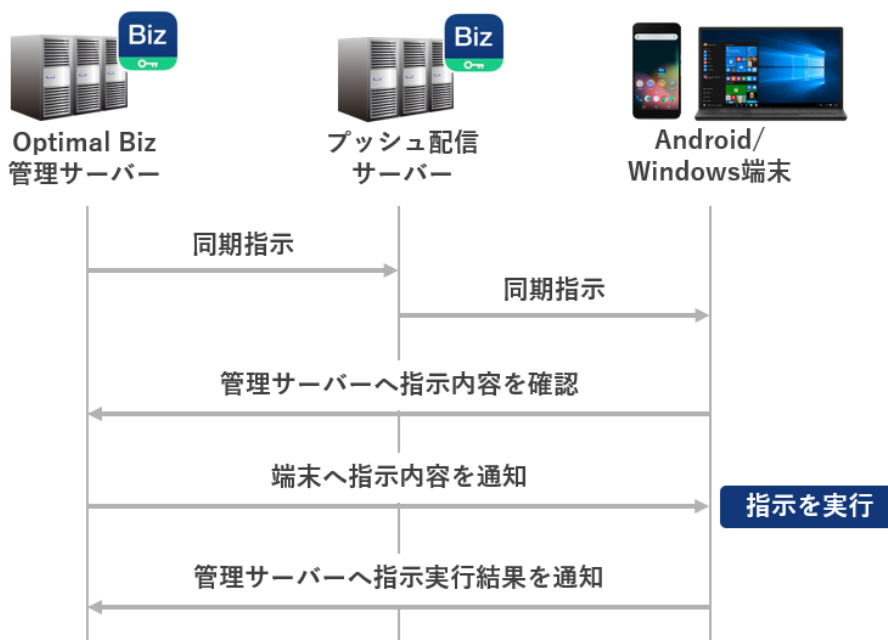 Biz
Biz
Optimal Biz
管理サーバー
プッシュ配信
サーバー
Android/
Windows端末
同期指示
同期指示
管理サーバーへ指示内容を確認
端末へ指示内容を通知
指示を実行
管理サーバーへ指示実行結果を通知